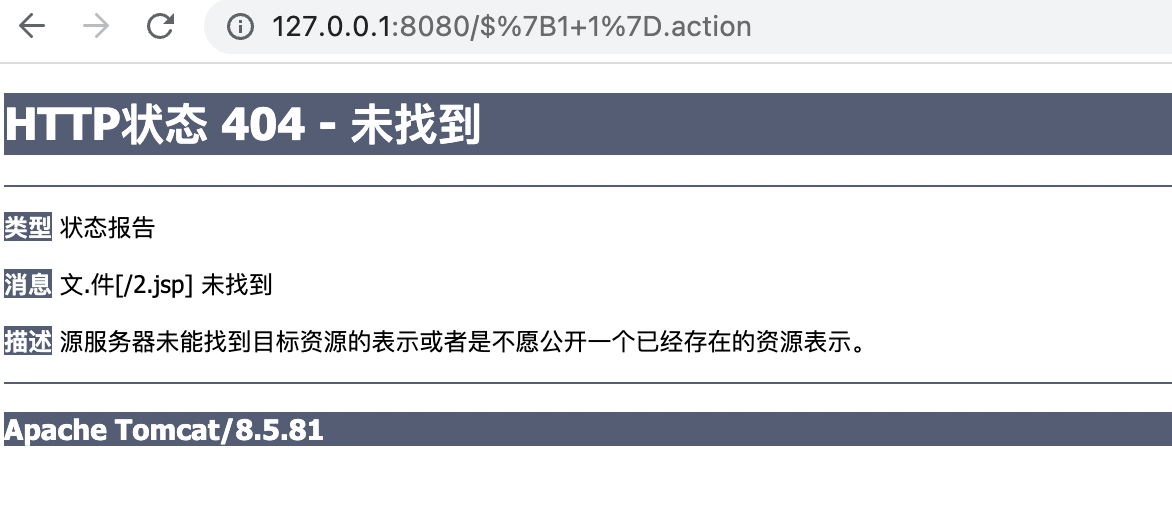 127.0.0.1:8080/$%7B1+1%7D.action
HTTP状态 404 - 未找到
类型 状态报告
消息 文.件[/2.jsp] 未找到
描述 源服务器未能找到目标资源的表示或者是不愿公开一个已经存在的资源表示。
Apache Tomcat/8.5.81